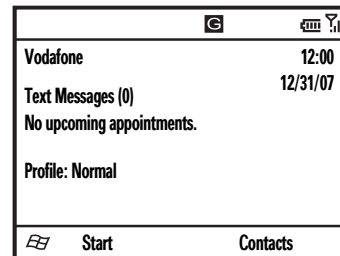 G
Vodafone 12:00
12/31/07
Text Messages (0)
No upcoming appointments.
Profile: Normal
Start Contacts